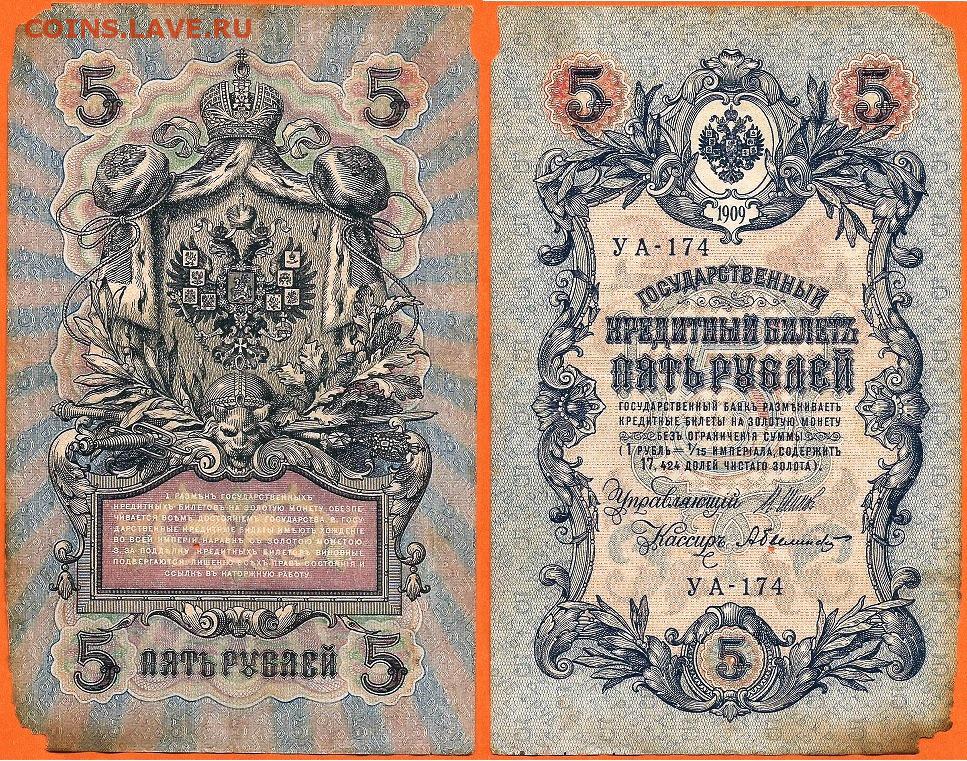 COINS.LAVE.RU
5 5
1. РАЗМѢНЪ ГОСУДАРСТВЕННЫХЪ
КРЕДИТНЫХЪ БИЛЕТОВЪ НА ЗОЛОТУЮ МОНЕТУ ОБЕЗПЕ-
ЧИВАЕТСЯ ВСѢМЪ ДОСТОЯНІЕМЪ ГОСУДАРСТВА. 2. ГОСУ-
ДАРСТВЕННЫЕ КРЕДИТНЫЕ БИЛЕТЫ ИМѢЮТЪ ХОЖДЕНІЕ
ВО ВСЕЙ ИМПЕРІИ НАРАВНѢ СЪ ЗОЛОТОЮ МОНЕТОЮ.
3. ЗА ПОДДѢЛКУ КРЕДИТНЫХЪ БИЛЕТОВЪ ВИНОВНЫЕ
ПОДВЕРГАЮТСЯ ЛИШЕНІЮ ВСѢХЪ ПРАВЪ СОСТОЯНІЯ И
ССЫЛКѢ ВЪ КАТОРЖНУЮ РАБОТУ.
5 ПЯТЬ РУБЛЕЙ 5
5 5
1909
УА-174
ГОСУДАРСТВЕННЫЙ
КРЕДИТНЫЙ БИЛЕТЪ
ПЯТЬ РУБЛЕЙ
ГОСУДАРСТВЕННЫЙ БАНКЪ РАЗМѢНИВАЕТЪ
КРЕДИТНЫЕ БИЛЕТЫ НА ЗОЛОТУЮ МОНЕТУ
БЕЗЪ ОГРАНИЧЕНІЯ СУММЫ
(1 РУБЛЬ = 1/15 ИМПЕРІАЛА, СОДЕРЖИТЪ
17,424 ДОЛЕЙ ЧИСТАГО ЗОЛОТА).
Управляющій
Кассиръ
УА-174
5